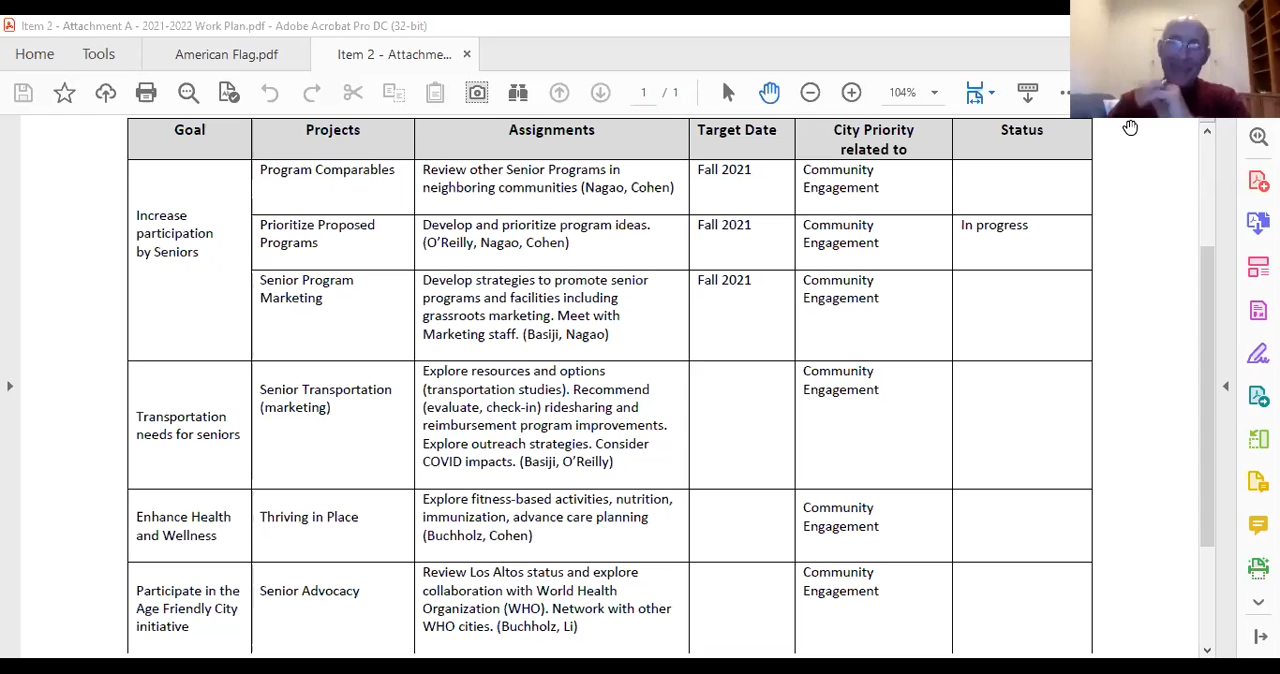 Item 2 - Attachment A - 2021-2022 Work Plan.pdf - Adobe Acrobat Pro DC (32-bit)
Home
Tools
American Flag.pdf
Item 2 - Attachme...
1 / 1
104%
Goal
Projects
Assignments
Target Date
City Priority
related to
Status
Increase
participation
by Seniors
Program Comparables
Review other Senior Programs in
neighboring communities (Nagao, Cohen)
Fall 2021
Community
Engagement
Prioritize Proposed
Programs
Develop and prioritize program ideas.
(O’Reilly, Nagao, Cohen)
Fall 2021
Community
Engagement
In progress
Senior Program
Marketing
Develop strategies to promote senior
programs and facilities including
grassroots marketing. Meet with
Marketing staff. (Basiji, Nagao)
Fall 2021
Community
Engagement
Transportation
needs for seniors
Senior Transportation
(marketing)
Explore resources and options
(transportation studies). Recommend
(evaluate, check-in) ridesharing and
reimbursement program improvements.
Explore outreach strategies. Consider
COVID impacts. (Basiji, O’Reilly)
Community
Engagement
Enhance Health
and Wellness
Thriving in Place
Explore fitness-based activities, nutrition,
immunization, advance care planning
(Buchholz, Cohen)
Community
Engagement
Participate in the
Age Friendly City
initiative
Senior Advocacy
Review Los Altos status and explore
collaboration with World Health
Organization (WHO). Network with other
WHO cities. (Buchholz, Li)
Community
Engagement